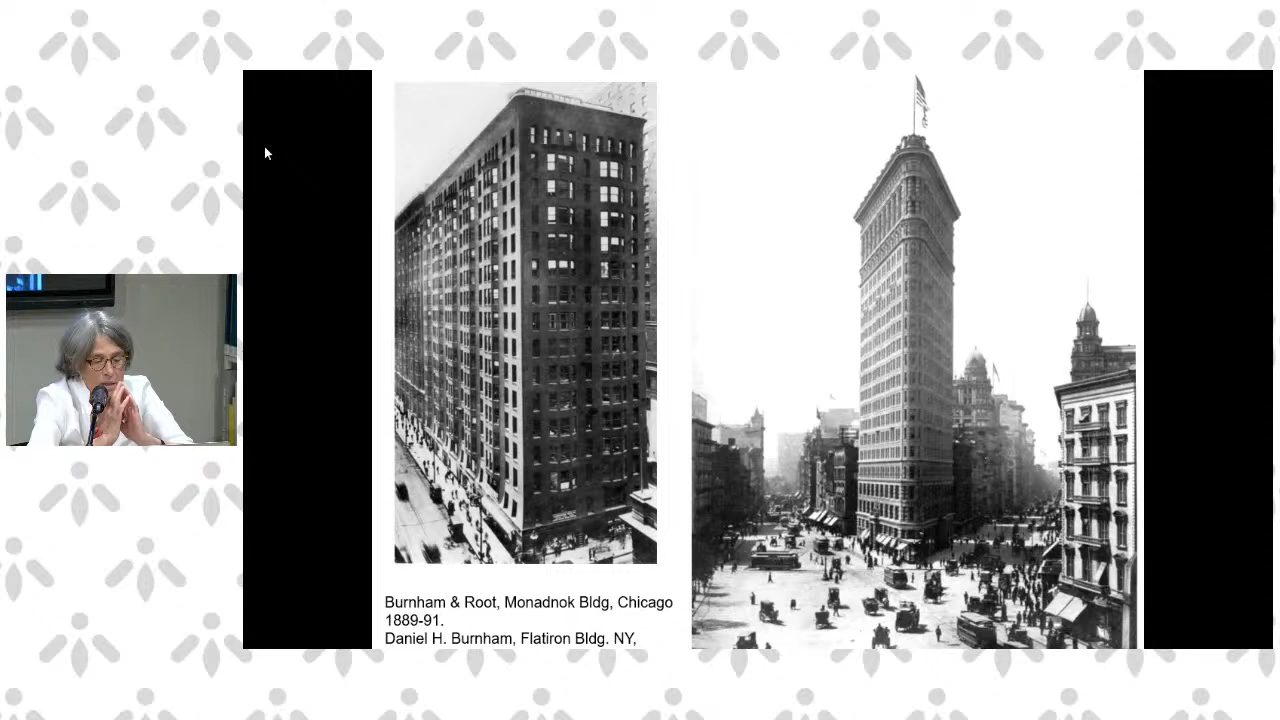 Burnham & Root, Monadnok Bldg, Chicago
1889-91.
Daniel H. Burnham, Flatiron Bldg. NY,